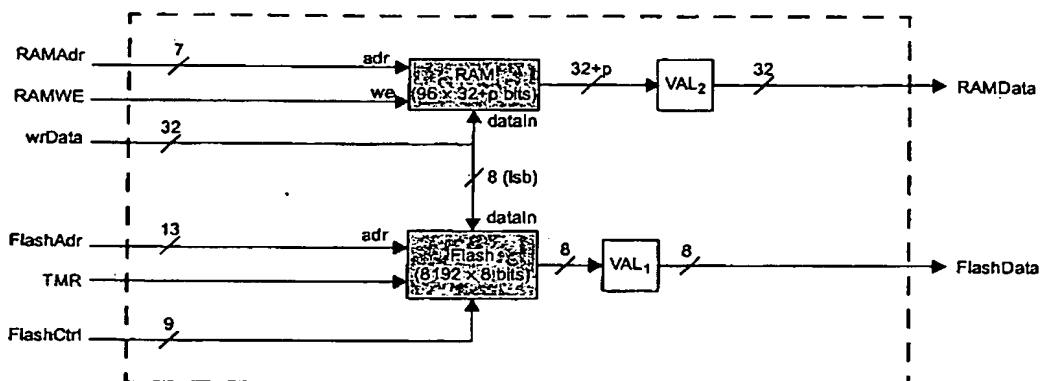 RAMAdr
7
adr
RAM
(96 x 32+p bits)
32+p
VAL2
32
RAMData
RAMWE
we
dataIn
wrData
32
8 (lsb)
dataIn
FlashAdr
13
adr
Flash
(8192 x 8 bits)
8
VAL1
8
FlashData
TMR
FlashCtrl
9